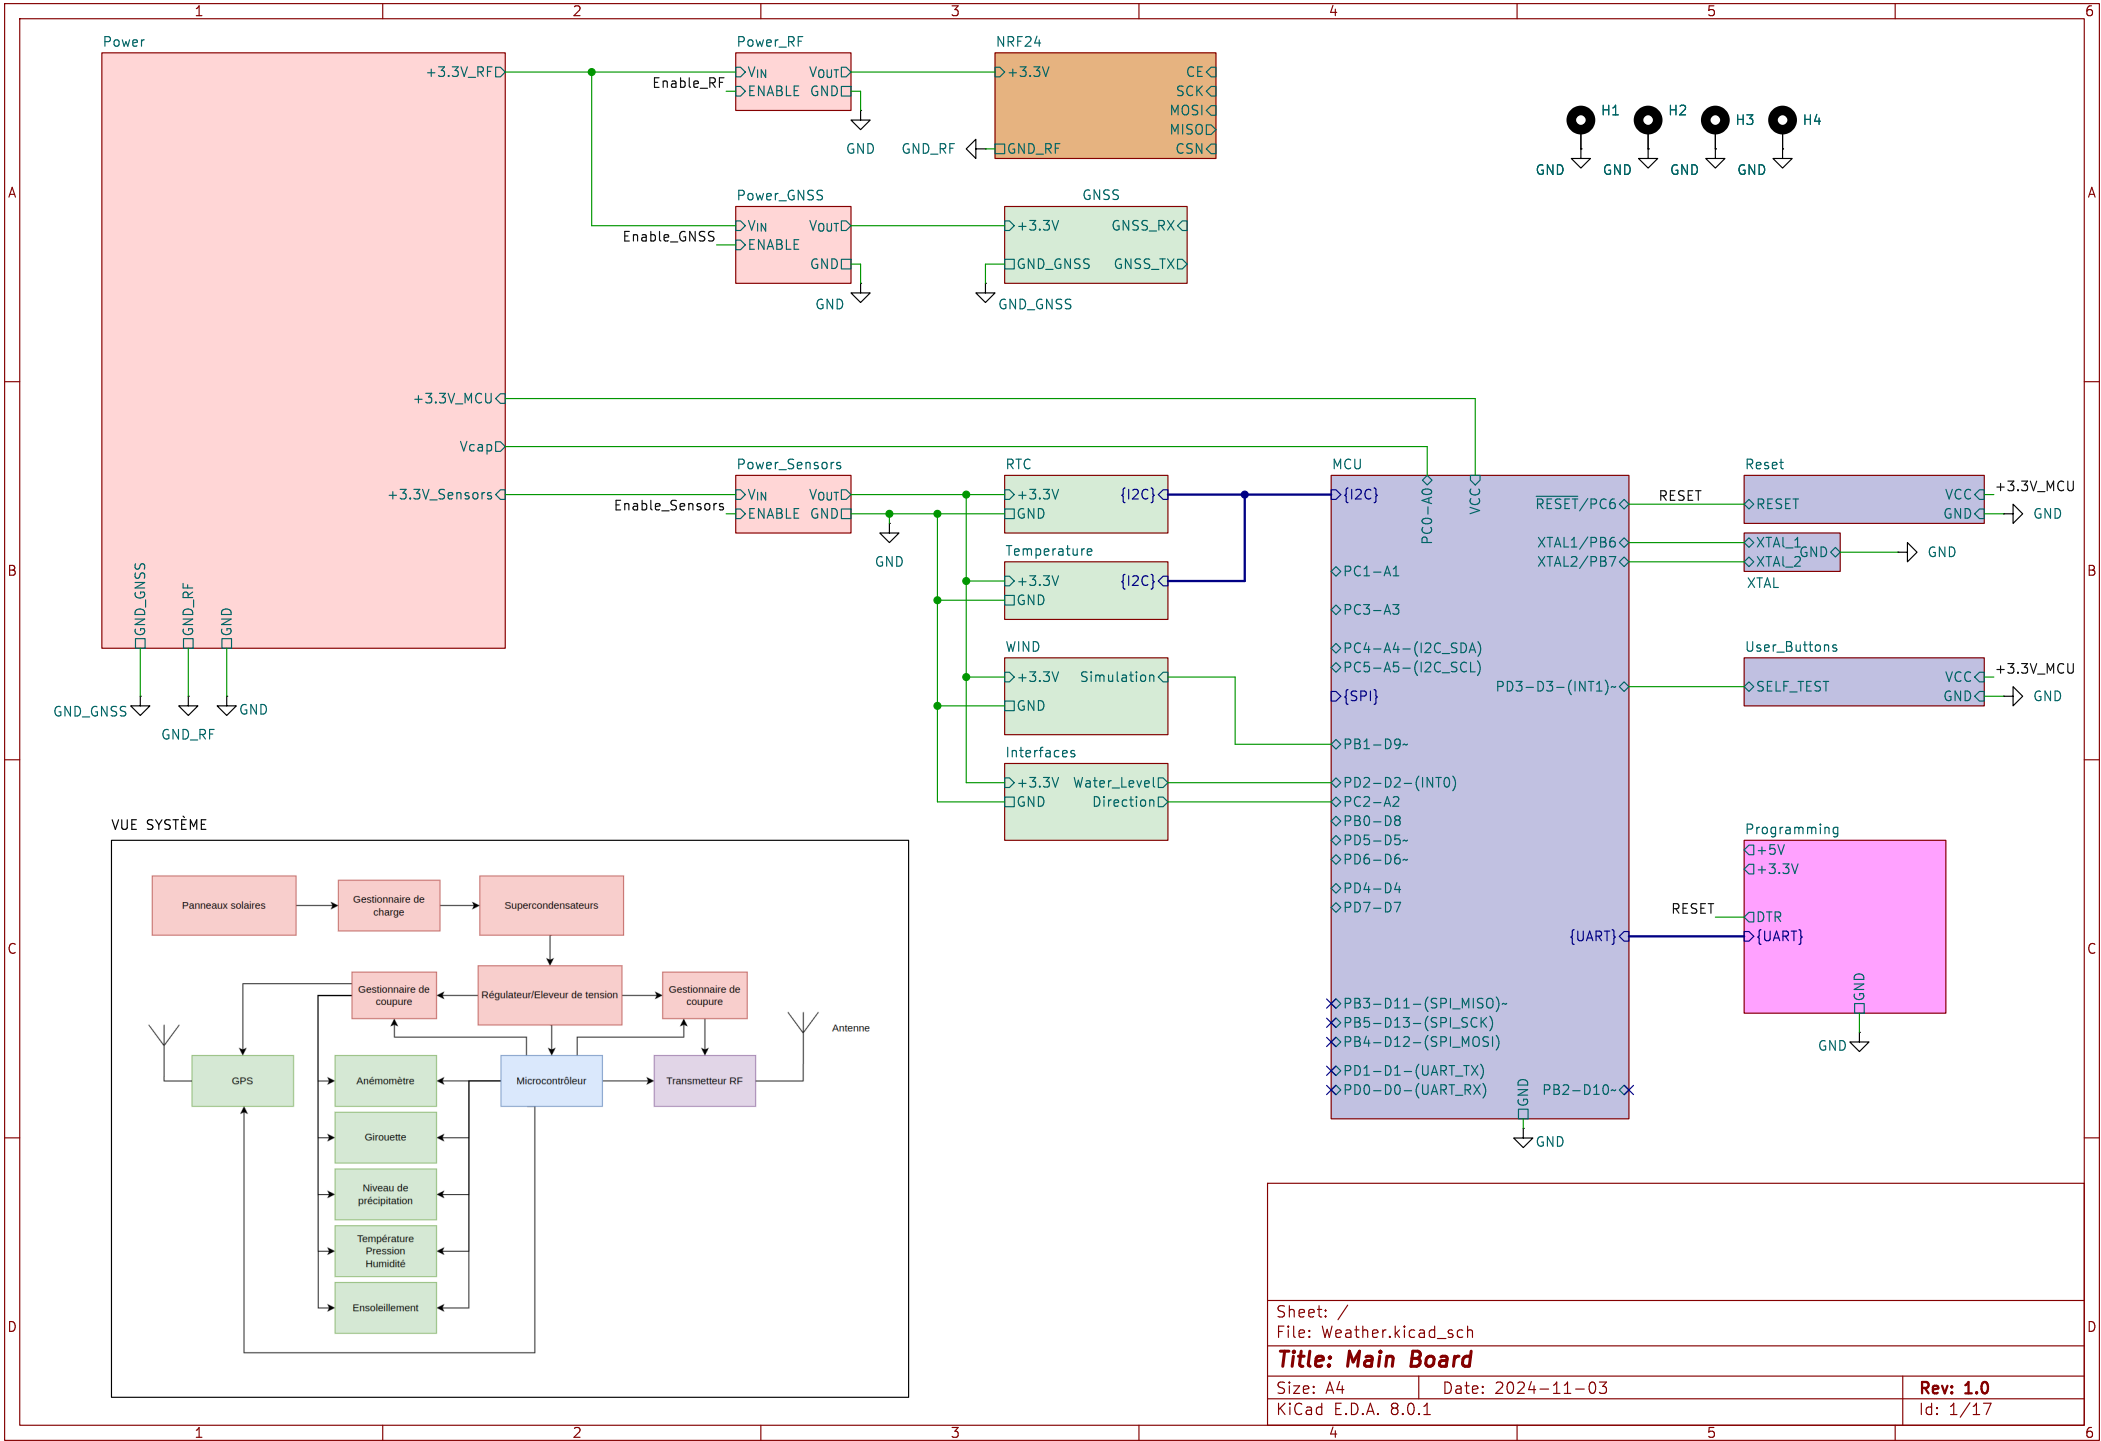 1 2 3 4 5 6
A
B
C
D
Power
+3.3V_RF
+3.3V_MCU
Vcap
+3.3V_Sensors
GND_GNSS
GND_RF
GND
GND_GNSS
GND_RF
GND
Power_RF
Enable_RF
VIN
VOUT
ENABLE
GND
GND
NRF24
+3.3V
CE
SCK
MOSI
MISO
GND_RF
GND_RF
CSN
H1
H2
H3
H4
GND
GND
GND
GND
Power_GNSS
Enable_GNSS
VIN
VOUT
ENABLE
GND
GND
GNSS
+3.3V
GNSS_RX
GND_GNSS
GNSS_TX
GND_GNSS
Power_Sensors
Enable_Sensors
VIN
VOUT
ENABLE
GND
GND
RTC
+3.3V
{I2C}
GND
Temperature
+3.3V
{I2C}
GND
WIND
+3.3V
Simulation
GND
Interfaces
+3.3V
Water_Level
GND
Direction
MCU
{I2C}
PC0-A0
VCC
PC1-A1
PC3-A3
PC4-A4-(I2C_SDA)
PC5-A5-(I2C_SCL)
{SPI}
PB1-D9~
PD2-D2-(INT0)
PC2-A2
PB0-D8
PD5-D5~
PD6-D6~
PD4-D4
PD7-D7
PB3-D11-(SPI_MISO)~
PB5-D13-(SPI_SCK)
PB4-D12-(SPI_MOSI)
PD1-D1-(UART_TX)
PD0-D0-(UART_RX)
RESET/PC6
XTAL1/PB6
XTAL2/PB7
PD3-D3-(INT1)~
{UART}
PB2-D10~
GND
GND
RESET
Reset
RESET
VCC
GND
+3.3V_MCU
GND
XTAL_1
XTAL_2
GND
GND
XTAL
User_Buttons
SELF_TEST
VCC
GND
+3.3V_MCU
GND
Programming
+5V
+3.3V
RESET
DTR
{UART}
GND
GND
VUE SYSTÈME
Panneaux solaires
Gestionnaire de
charge
Supercondensateurs
Gestionnaire de
coupure
Régulateur/Eleveur de tension
Gestionnaire de
coupure
Antenne
GPS
Anémomètre
Microcontrôleur
Transmetteur RF
Girouette
Niveau de
précipitation
Température
Pression
Humidité
Ensoleillement
Sheet: /
File: Weather.kicad_sch
Title: Main Board
Size: A4
Date: 2024-11-03
Rev: 1.0
KiCad E.D.A. 8.0.1
Id: 1/17
A
B
C
D
1 2 3 4 5 6